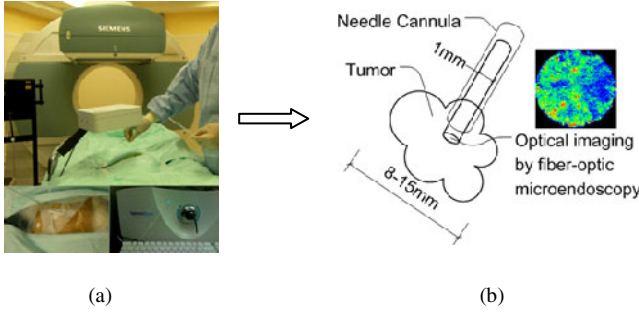 SIEMENS
Needle Cannula
1mm
Tumor
Optical imaging
by fiber-optic
microendoscopy
8-15mm
(a)
(b)